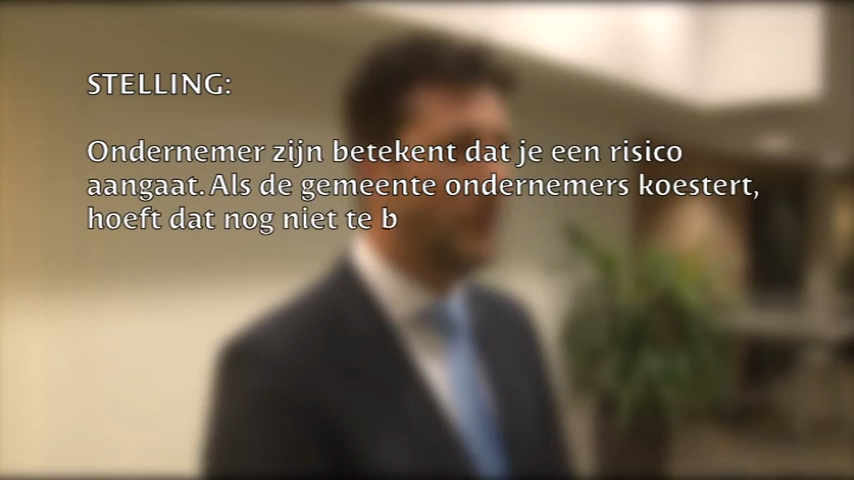 STELLING:
Ondernemer zijn betekent dat je een risico
aangaat. Als de gemeente ondernemers koestert,
hoeft dat nog niet te b